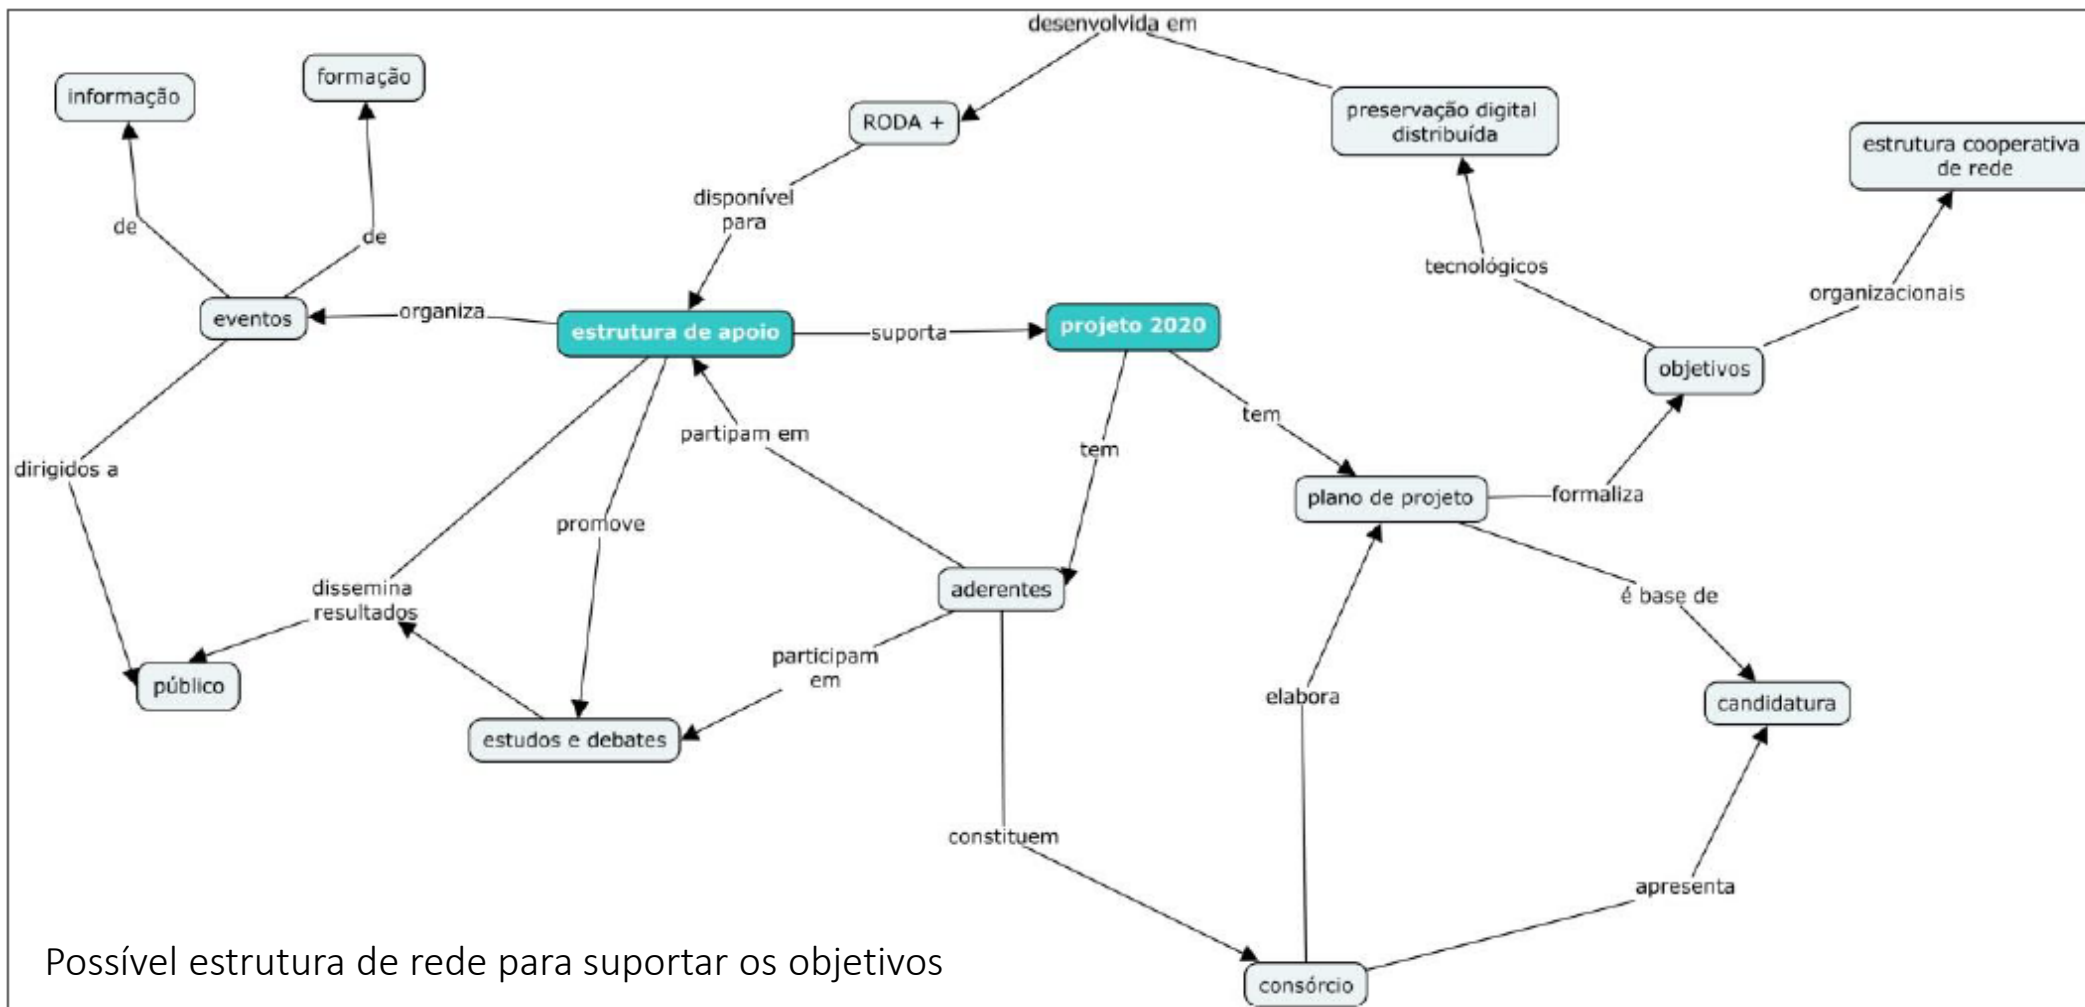 desenvolvida em
formação
informação
preservação digital
distribuída
RODA +
estrutura cooperativa
de rede
disponível
para
de
de
tecnológicos
organizacionais
eventos
organiza
estrutura de apoio
suporta
projeto 2020
objetivos
tem
partipam em
tem
dirigidos a
plano de projeto
formaliza
promove
dissemina
resultados
aderentes
é base de
participam
em
público
elabora
candidatura
estudos e debates
constituem
apresenta
Possível estrutura de rede para suportar os objetivos
consórcio